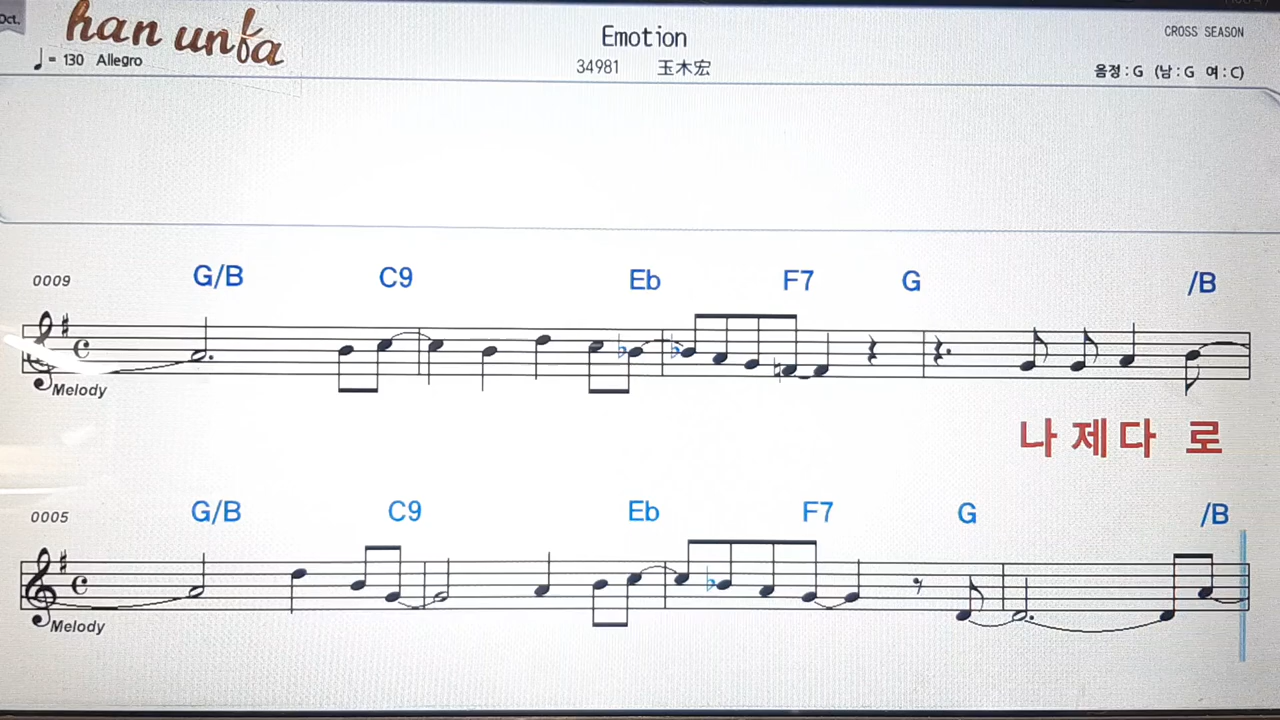 Oct.
han unfa
Emotion
CROSS SEASON
♩ = 130 Allegro
34981 玉木宏
음정 : G (남 : G 여 : C)
0009
G/B C9 Eb F7 G /B
Melody
나 제 다 로
0005
G/B C9 Eb F7 G /B
Melody